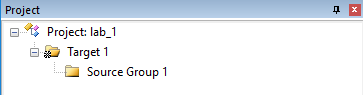 Project
Project: lab_1
Target 1
Source Group 1